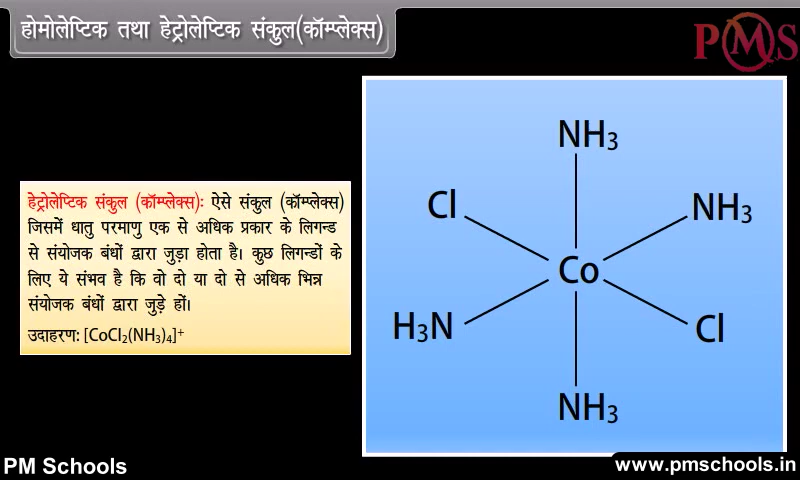 होमोलेप्टिक तथा हेट्रोलेप्टिक संकुल(कॉम्प्लेक्स)
PMS
हेट्रोलेप्टिक संकुल (कॉम्प्लेक्स): ऐसे संकुल (कॉम्प्लेक्स)
जिसमें धातु परमाणु एक से अधिक प्रकार के लिगन्ड
से संयोजक बंधों द्वारा जुड़ा होता है। कुछ लिगन्डों के
लिए ये संभव है कि वो दो या दो से अधिक भिन्न
संयोजक बंधों द्वारा जुड़े हों।
उदाहरण: [CoCl₂(NH₃)₄]⁺
NH₃
Cl
NH₃
Co
H₃N
Cl
NH₃
PM Schools
www.pmschools.in